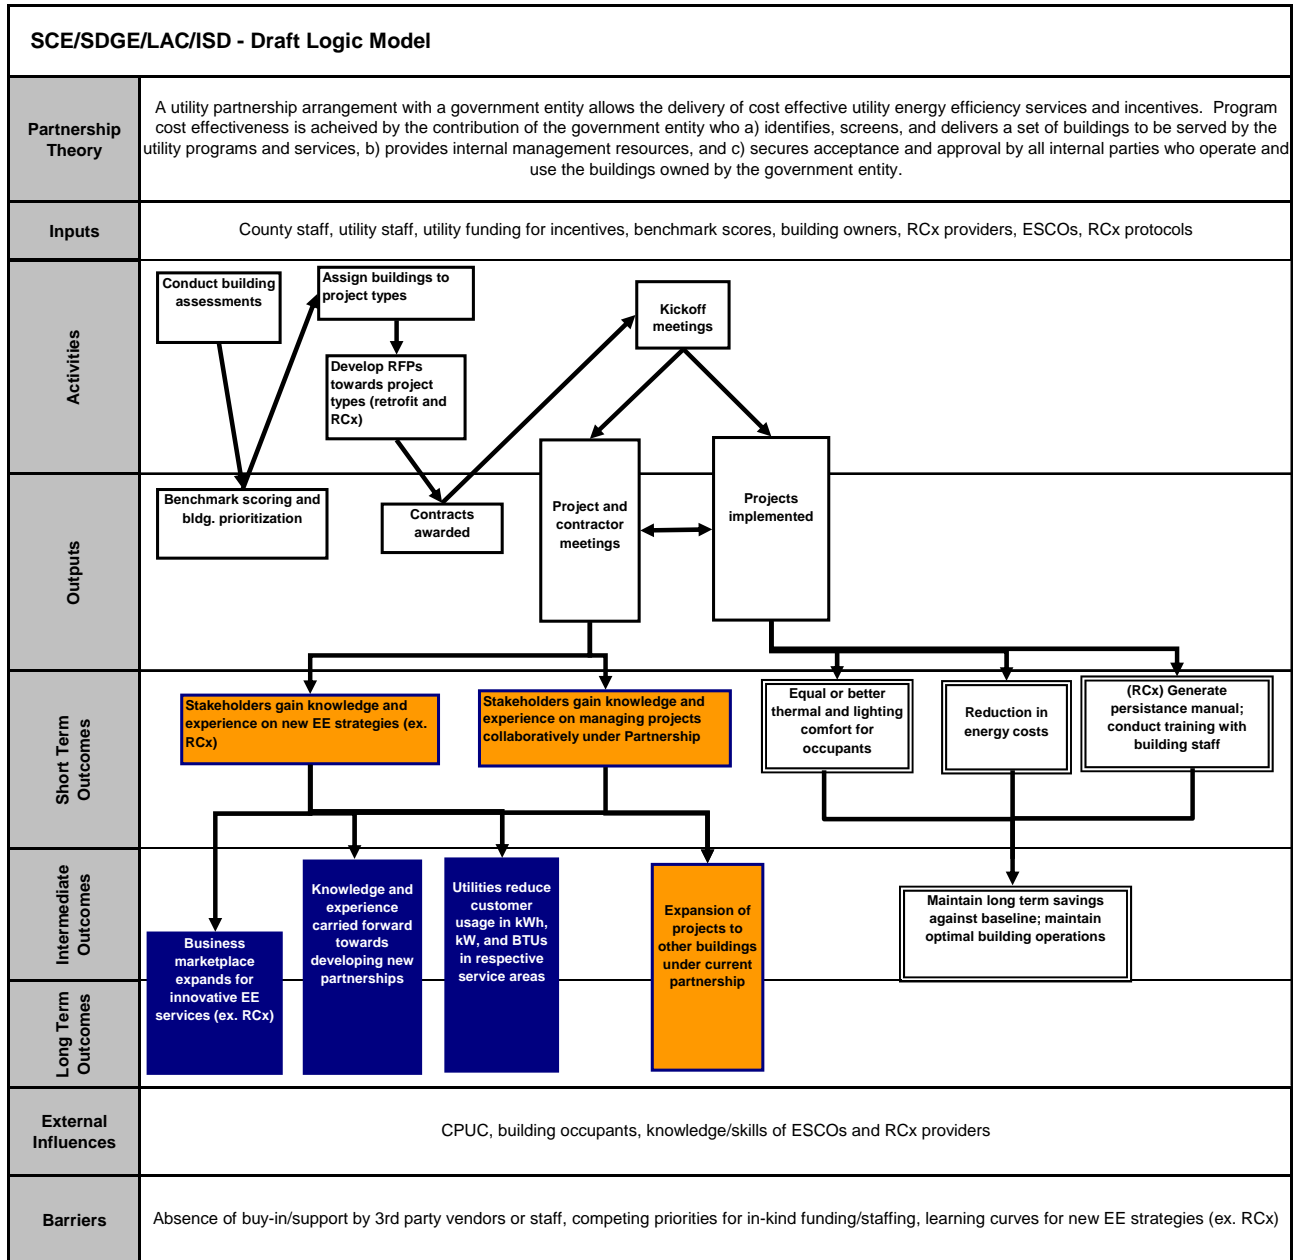 SCE/SDGE/LAC/ISD - Draft Logic Model
Partnership
Theory
A utility partnership arrangement with a government entity allows the delivery of cost effective utility energy efficiency services and incentives. Program
cost effectiveness is acheived by the contribution of the government entity who a) identifies, screens, and delivers a set of buildings to be served by the
utility programs and services, b) provides internal management resources, and c) secures acceptance and approval by all internal parties who operate and
use the buildings owned by the government entity.
Inputs
County staff, utility staff, utility funding for incentives, benchmark scores, building owners, RCx providers, ESCOs, RCx protocols
Activities
Conduct building
assessments
Assign buildings to
project types
Kickoff
meetings
Develop RFPs
towards project
types (retrofit and
RCx)
Outputs
Benchmark scoring and
bldg. prioritization
Contracts
awarded
Project and
contractor
meetings
Projects
implemented
Short Term
Outcomes
Stakeholders gain knowledge and
experience on new EE strategies (ex.
RCx)
Stakeholders gain knowledge and
experience on managing projects
collaboratively under Partnership
Equal or better
thermal and lighting
comfort for
occupants
Reduction in
energy costs
(RCx) Generate
persistance manual;
conduct training with
building staff
Intermediate
Outcomes
Business
marketplace
expands for
innovative EE
services (ex. RCx)
Knowledge and
experience
carried forward
towards
developing new
partnerships
Utilities reduce
customer
usage in kWh,
kW, and BTUs
in respective
service areas
Expansion of
projects to
other buildings
under current
partnership
Maintain long term savings
against baseline; maintain
optimal building operations
Long Term
Outcomes
External
Influences
CPUC, building occupants, knowledge/skills of ESCOs and RCx providers
Barriers
Absence of buy-in/support by 3rd party vendors or staff, competing priorities for in-kind funding/staffing, learning curves for new EE strategies (ex. RCx)